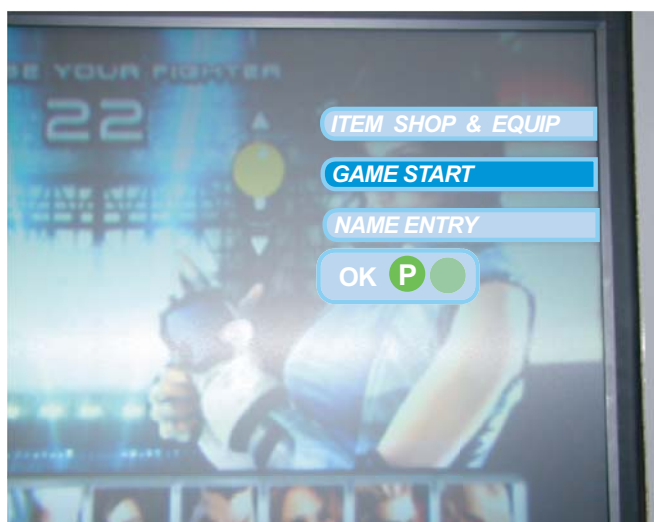 E YOUR FIGHTER
22
ITEM SHOP & EQUIP
GAME START
NAME ENTRY
OK P